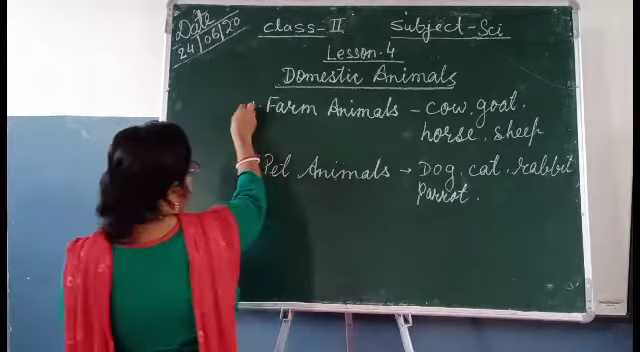 Date
24/06/20
Class-II Subject-Sci
Lesson.4
Domestic Animals
Farm Animals - cow, goat.
horse, sheep
Pet Animals → Dog, cat, rabbit,
Parrot.